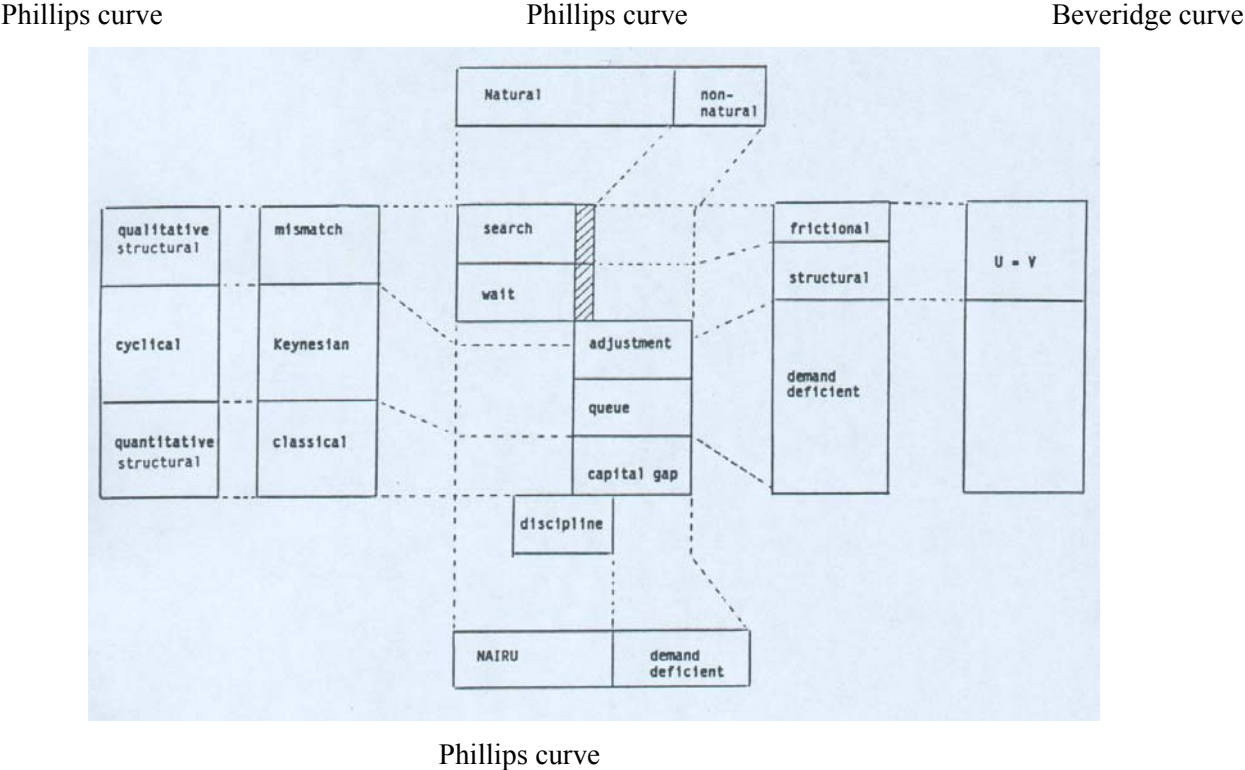 Phillips curve Phillips curve Beveridge curve
Natural
non-
natural
qualitative
structural
mismatch
search
frictional
U = V
wait
structural
cyclical
Keynesian
adjustment
demand
deficient
queue
quantitative
structural
classical
capital gap
discipline
NAIRU
demand
deficient
Phillips curve